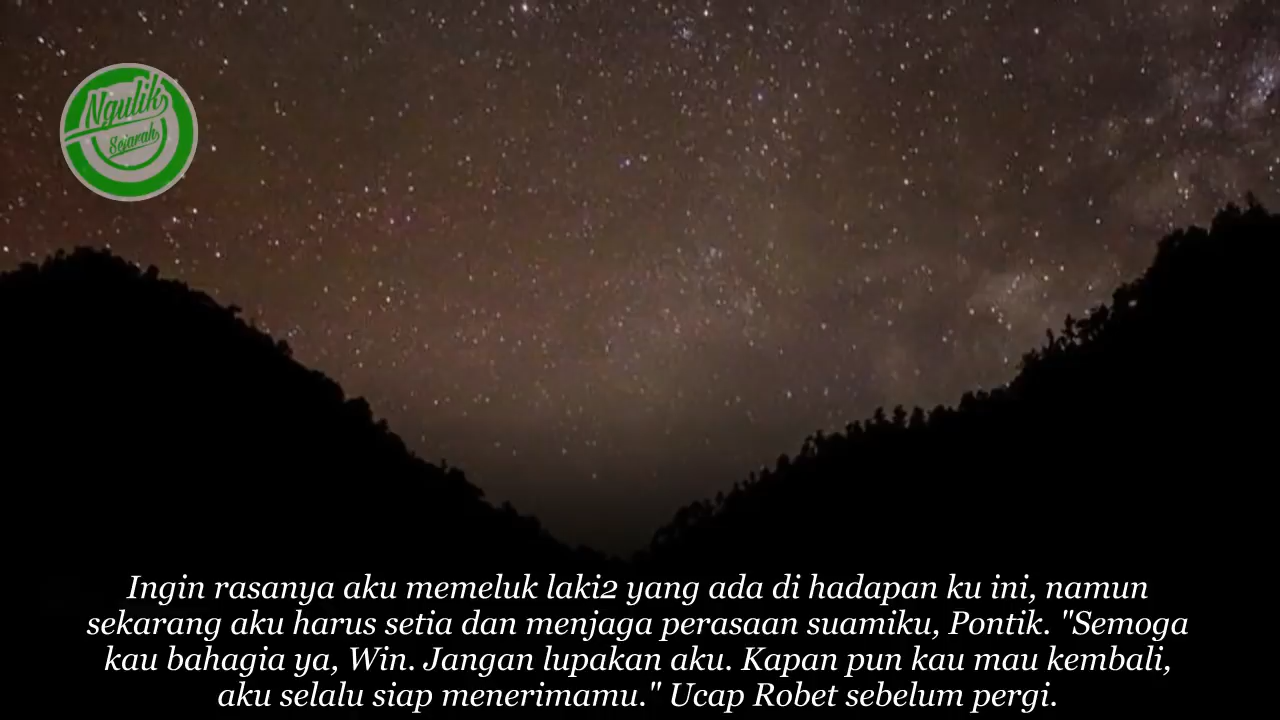 Ngulik
Sejarah
Ingin rasanya aku memeluk laki2 yang ada di hadapan ku ini, namun
sekarang aku harus setia dan menjaga perasaan suamiku, Pontik. "Semoga
kau bahagia ya, Win. Jangan lupakan aku. Kapan pun kau mau kembali,
aku selalu siap menerimamu." Ucap Robet sebelum pergi.